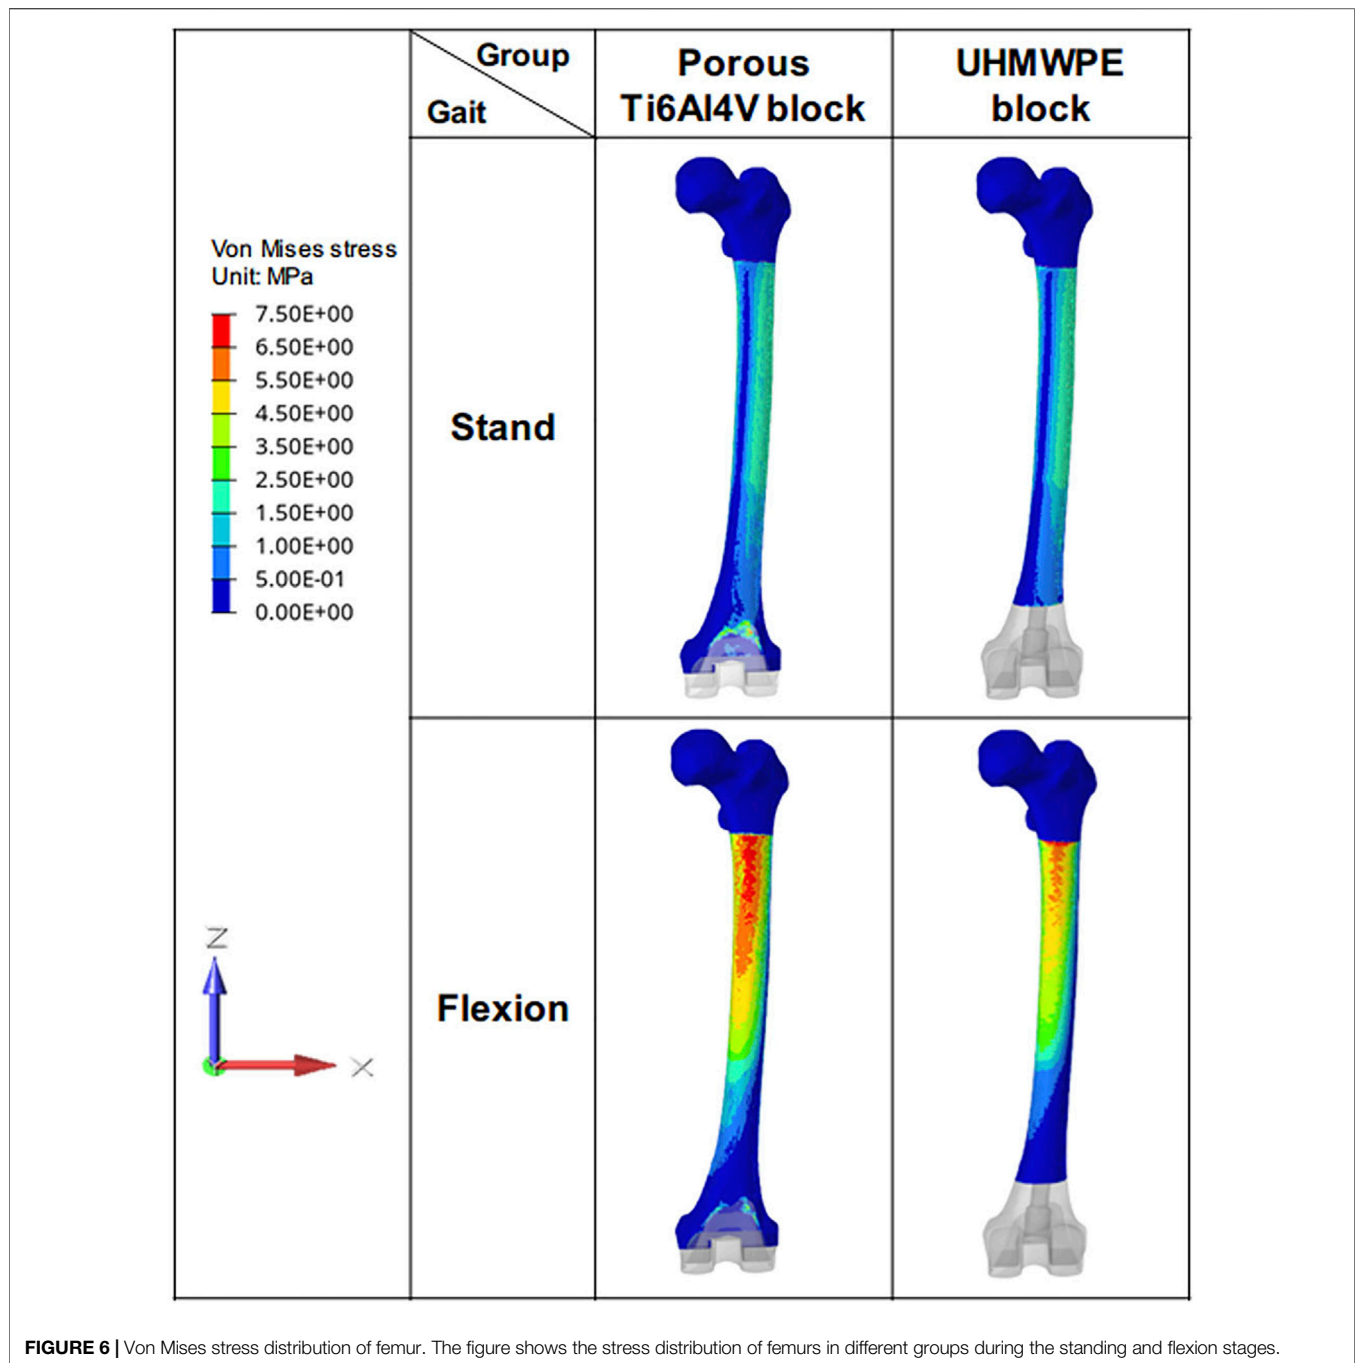 Group
Gait
Porous
Ti6Al4V block
UHMWPE
block
Von Mises stress
Unit: MPa
7.50E+00
6.50E+00
5.50E+00
4.50E+00
3.50E+00
2.50E+00
1.50E+00
1.00E+00
5.00E-01
0.00E+00
Stand
Flexion
Z
X
FIGURE 6 | Von Mises stress distribution of femur. The figure shows the stress distribution of femurs in different groups during the standing and flexion stages.